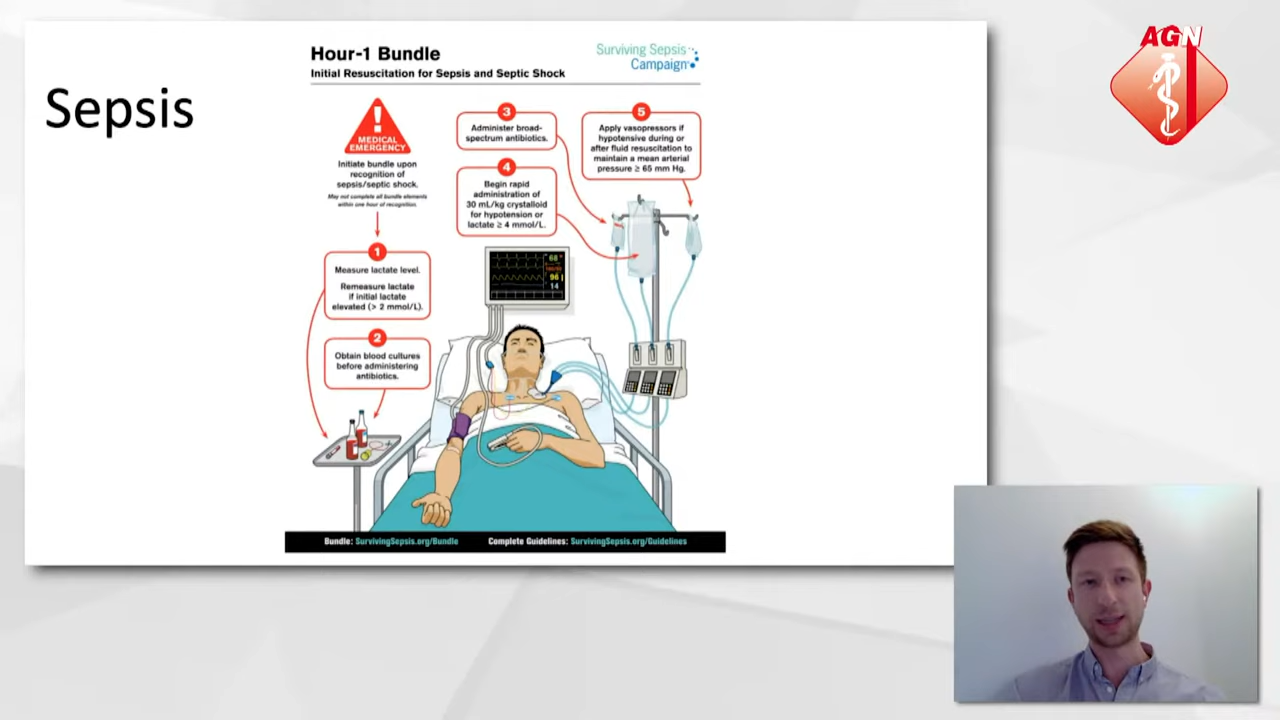 Sepsis
Hour-1 Bundle
Initial Resuscitation for Sepsis and Septic Shock
Surviving Sepsis
Campaign
AGN
!
MEDICAL
EMERGENCY
Initiate bundle upon
recognition of
sepsis/septic shock.
May not complete all bundle elements
within one hour of recognition.
1
Measure lactate level.
Remeasure lactate
if initial lactate
elevated (> 2 mmol/L).
2
Obtain blood cultures
before administering
antibiotics.
3
Administer broad-
spectrum antibiotics.
4
Begin rapid
administration of
30 mL/kg crystalloid
for hypotension or
lactate ≥ 4 mmol/L.
5
Apply vasopressors if
hypotensive during or
after fluid resuscitation to
maintain a mean arterial
pressure ≥ 65 mm Hg.
68
96
14
Bundle: SurvivingSepsis.org/Bundle
Complete Guidelines: SurvivingSepsis.org/Guidelines